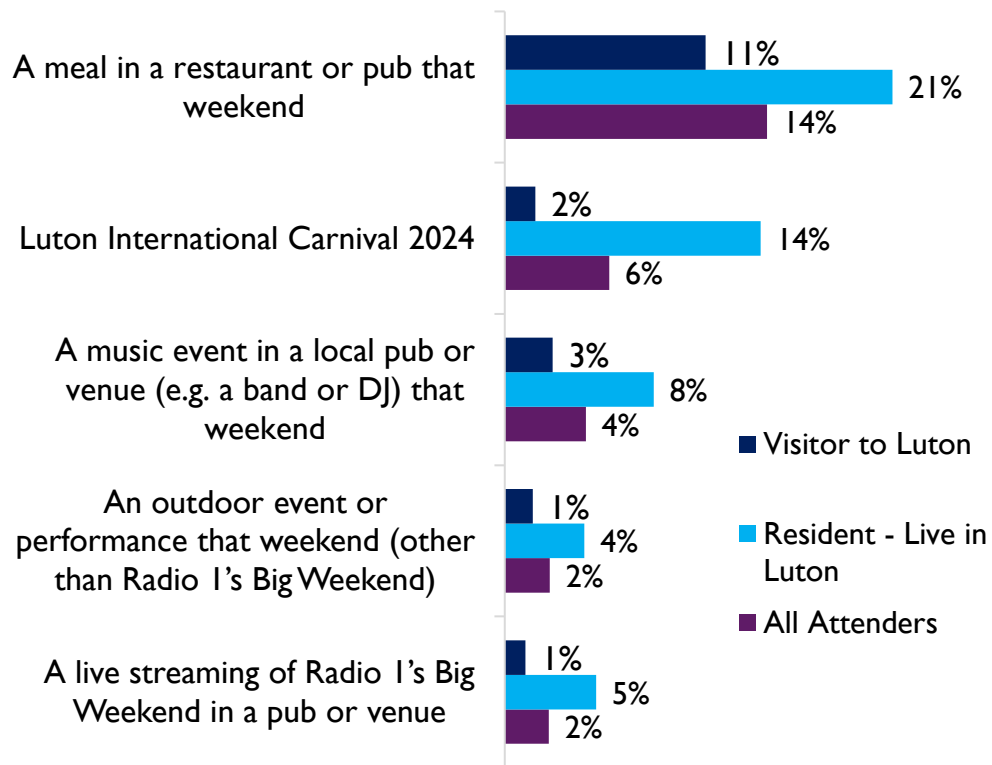 A meal in a restaurant or pub that
weekend
11%
21%
14%
Luton International Carnival 2024
2%
14%
6%
A music event in a local pub or
venue (e.g. a band or DJ) that
weekend
3%
8%
4%
An outdoor event or
performance that weekend (other
than Radio 1’s Big Weekend)
1%
4%
2%
A live streaming of Radio 1’s Big
Weekend in a pub or venue
1%
5%
2%
Visitor to Luton
Resident - Live in
Luton
All Attenders